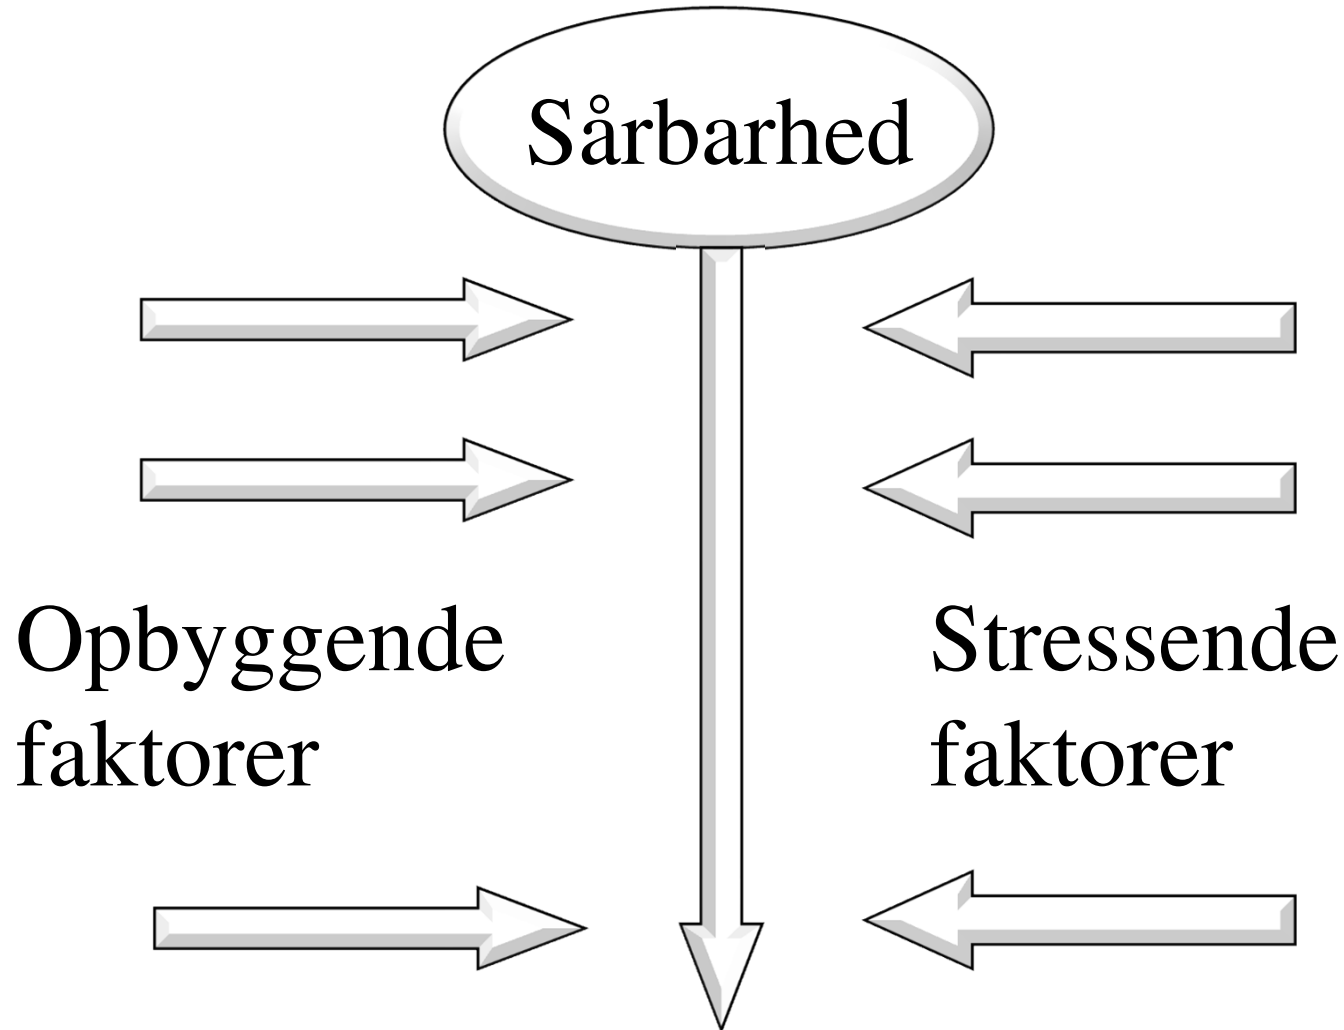 Sårbarhed
Opbyggende
faktorer
Stressende
faktorer